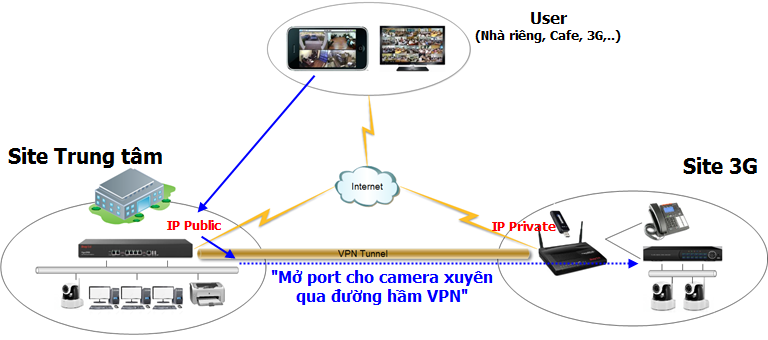 User
(Nhà riêng, Cafe, 3G,..)
Site Trung tâm
Site 3G
Internet
IP Public
IP Private
VPN Tunnel
"Mở port cho camera xuyên
qua đường hầm VPN"